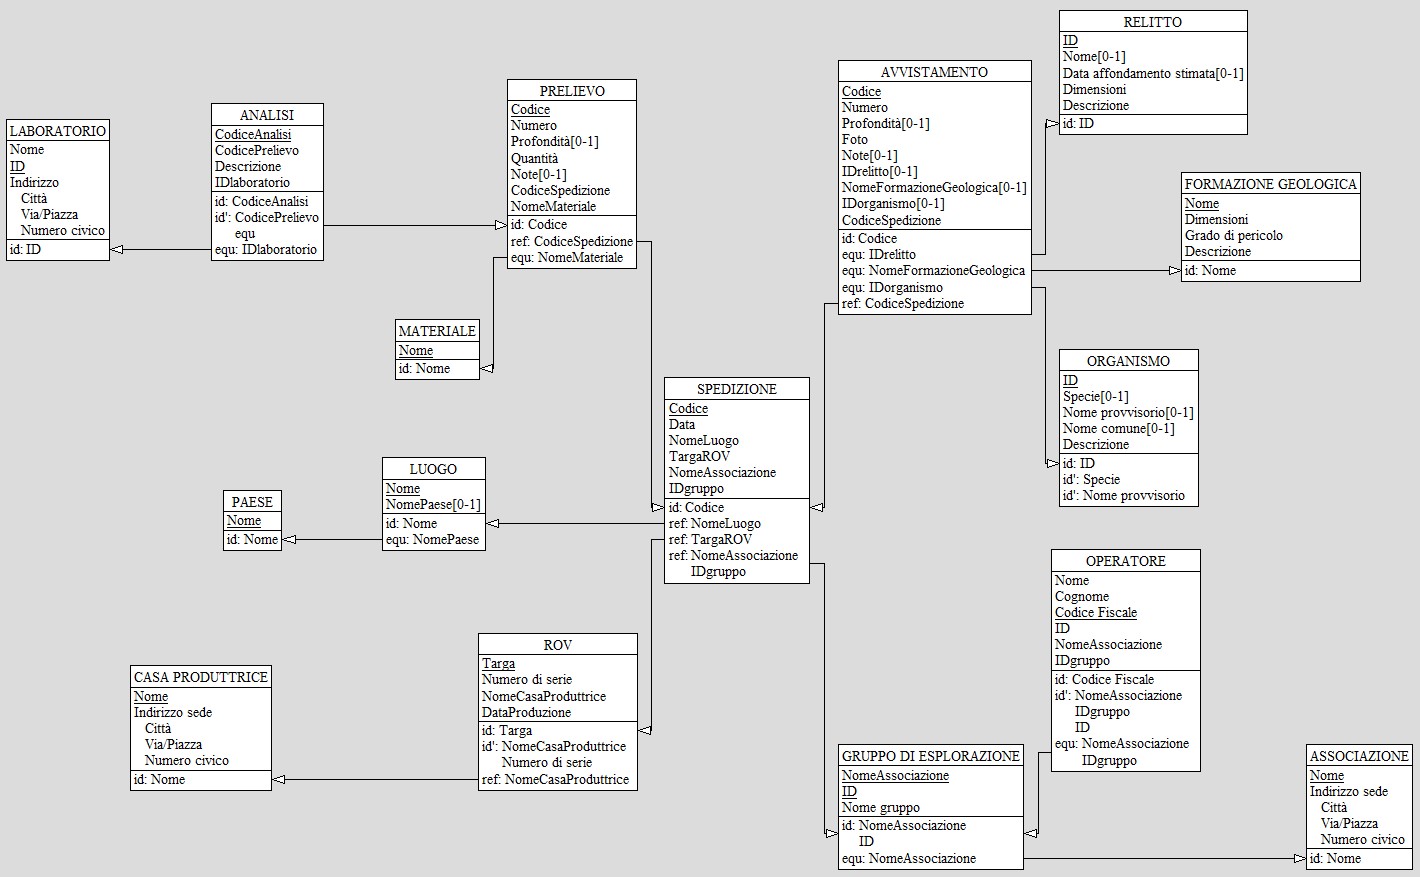 RELITTO
ID
Nome[0-1]
Data affondamento stimata[0-1]
Dimensioni
Descrizione
id: ID
AVVISTAMENTO
Codice
Numero
Profondità[0-1]
Foto
Note[0-1]
IDrelitto[0-1]
NomeFormazioneGeologica[0-1]
IDorganismo[0-1]
CodiceSpedizione
id: Codice
equ: IDrelitto
equ: NomeFormazioneGeologica
equ: IDorganismo
ref: CodiceSpedizione
PRELIEVO
Codice
Numero
Profondità[0-1]
Quantità
Note[0-1]
CodiceSpedizione
NomeMateriale
id: Codice
ref: CodiceSpedizione
equ: NomeMateriale
ANALISI
CodiceAnalisi
CodicePrelievo
Descrizione
IDlaboratorio
id: CodiceAnalisi
id': CodicePrelievo
equ
equ: IDlaboratorio
LABORATORIO
Nome
ID
Indirizzo
Città
Via/Piazza
Numero civico
id: ID
FORMAZIONE GEOLOGICA
Nome
Dimensioni
Grado di pericolo
Descrizione
id: Nome
MATERIALE
Nome
id: Nome
ORGANISMO
ID
Specie[0-1]
Nome provvisorio[0-1]
Nome comune[0-1]
Descrizione
id: ID
id': Specie
id': Nome provvisorio
SPEDIZIONE
Codice
Data
NomeLuogo
TargaROV
NomeAssociazione
IDgruppo
id: Codice
ref: NomeLuogo
ref: TargaROV
ref: NomeAssociazione
IDgruppo
LUOGO
Nome
NomePaese[0-1]
id: Nome
equ: NomePaese
PAESE
Nome
id: Nome
OPERATORE
Nome
Cognome
Codice Fiscale
ID
NomeAssociazione
IDgruppo
id: Codice Fiscale
id': NomeAssociazione
IDgruppo
ID
equ: NomeAssociazione
IDgruppo
ROV
Targa
Numero di serie
NomeCasaProduttrice
DataProduzione
id: Targa
id': NomeCasaProduttrice
Numero di serie
ref: NomeCasaProduttrice
CASA PRODUTTRICE
Nome
Indirizzo sede
Città
Via/Piazza
Numero civico
id: Nome
GRUPPO DI ESPLORAZIONE
NomeAssociazione
ID
Nome gruppo
id: NomeAssociazione
ID
equ: NomeAssociazione
ASSOCIAZIONE
Nome
Indirizzo sede
Città
Via/Piazza
Numero civico
id: Nome